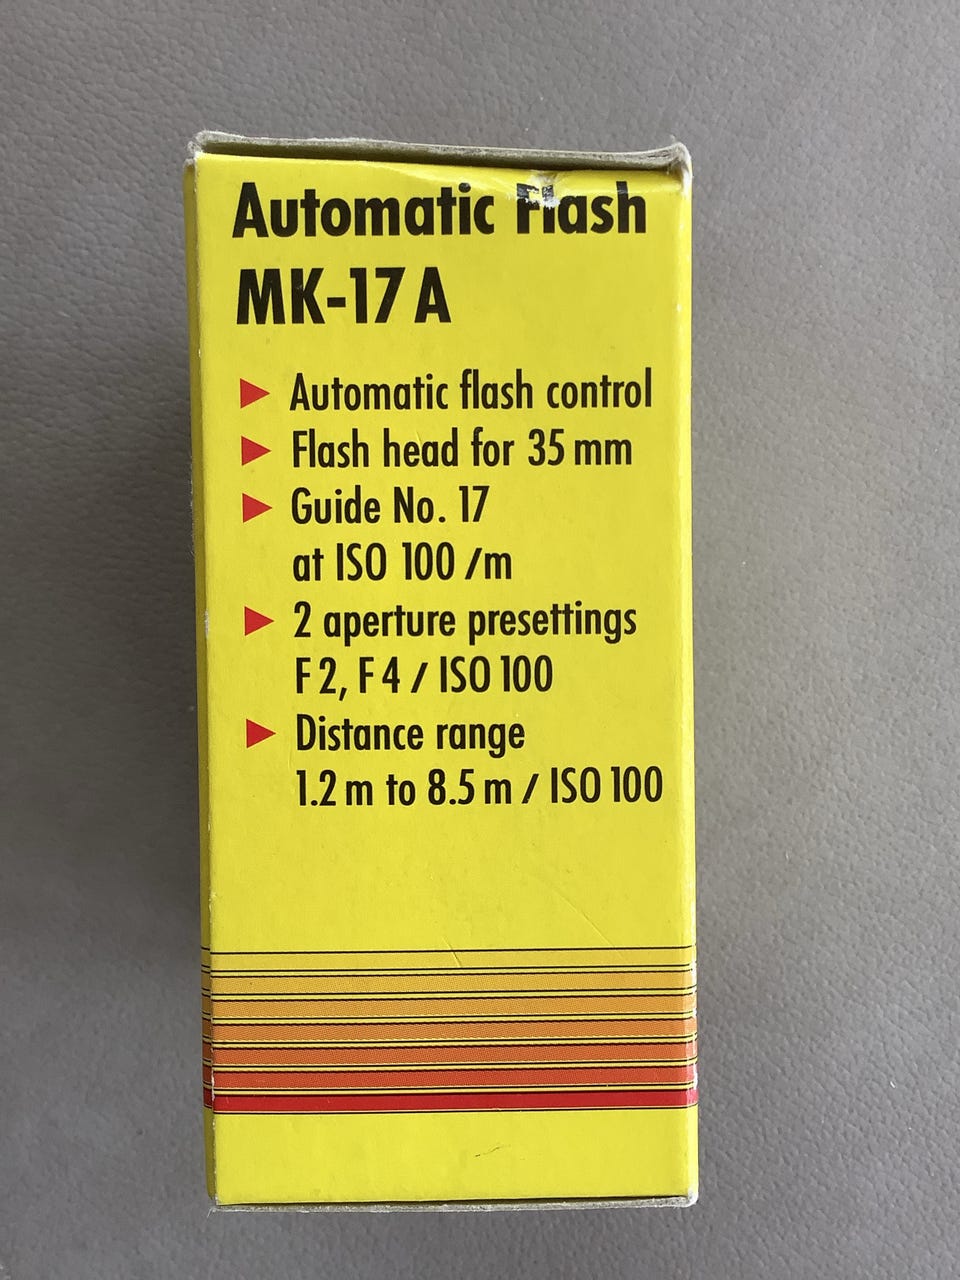 Automatic Flash
MK-17 A
Automatic flash control
Flash head for 35 mm
Guide No. 17
at ISO 100 /m
2 aperture presettings
F 2, F 4 / ISO 100
Distance range
1.2 m to 8.5 m / ISO 100